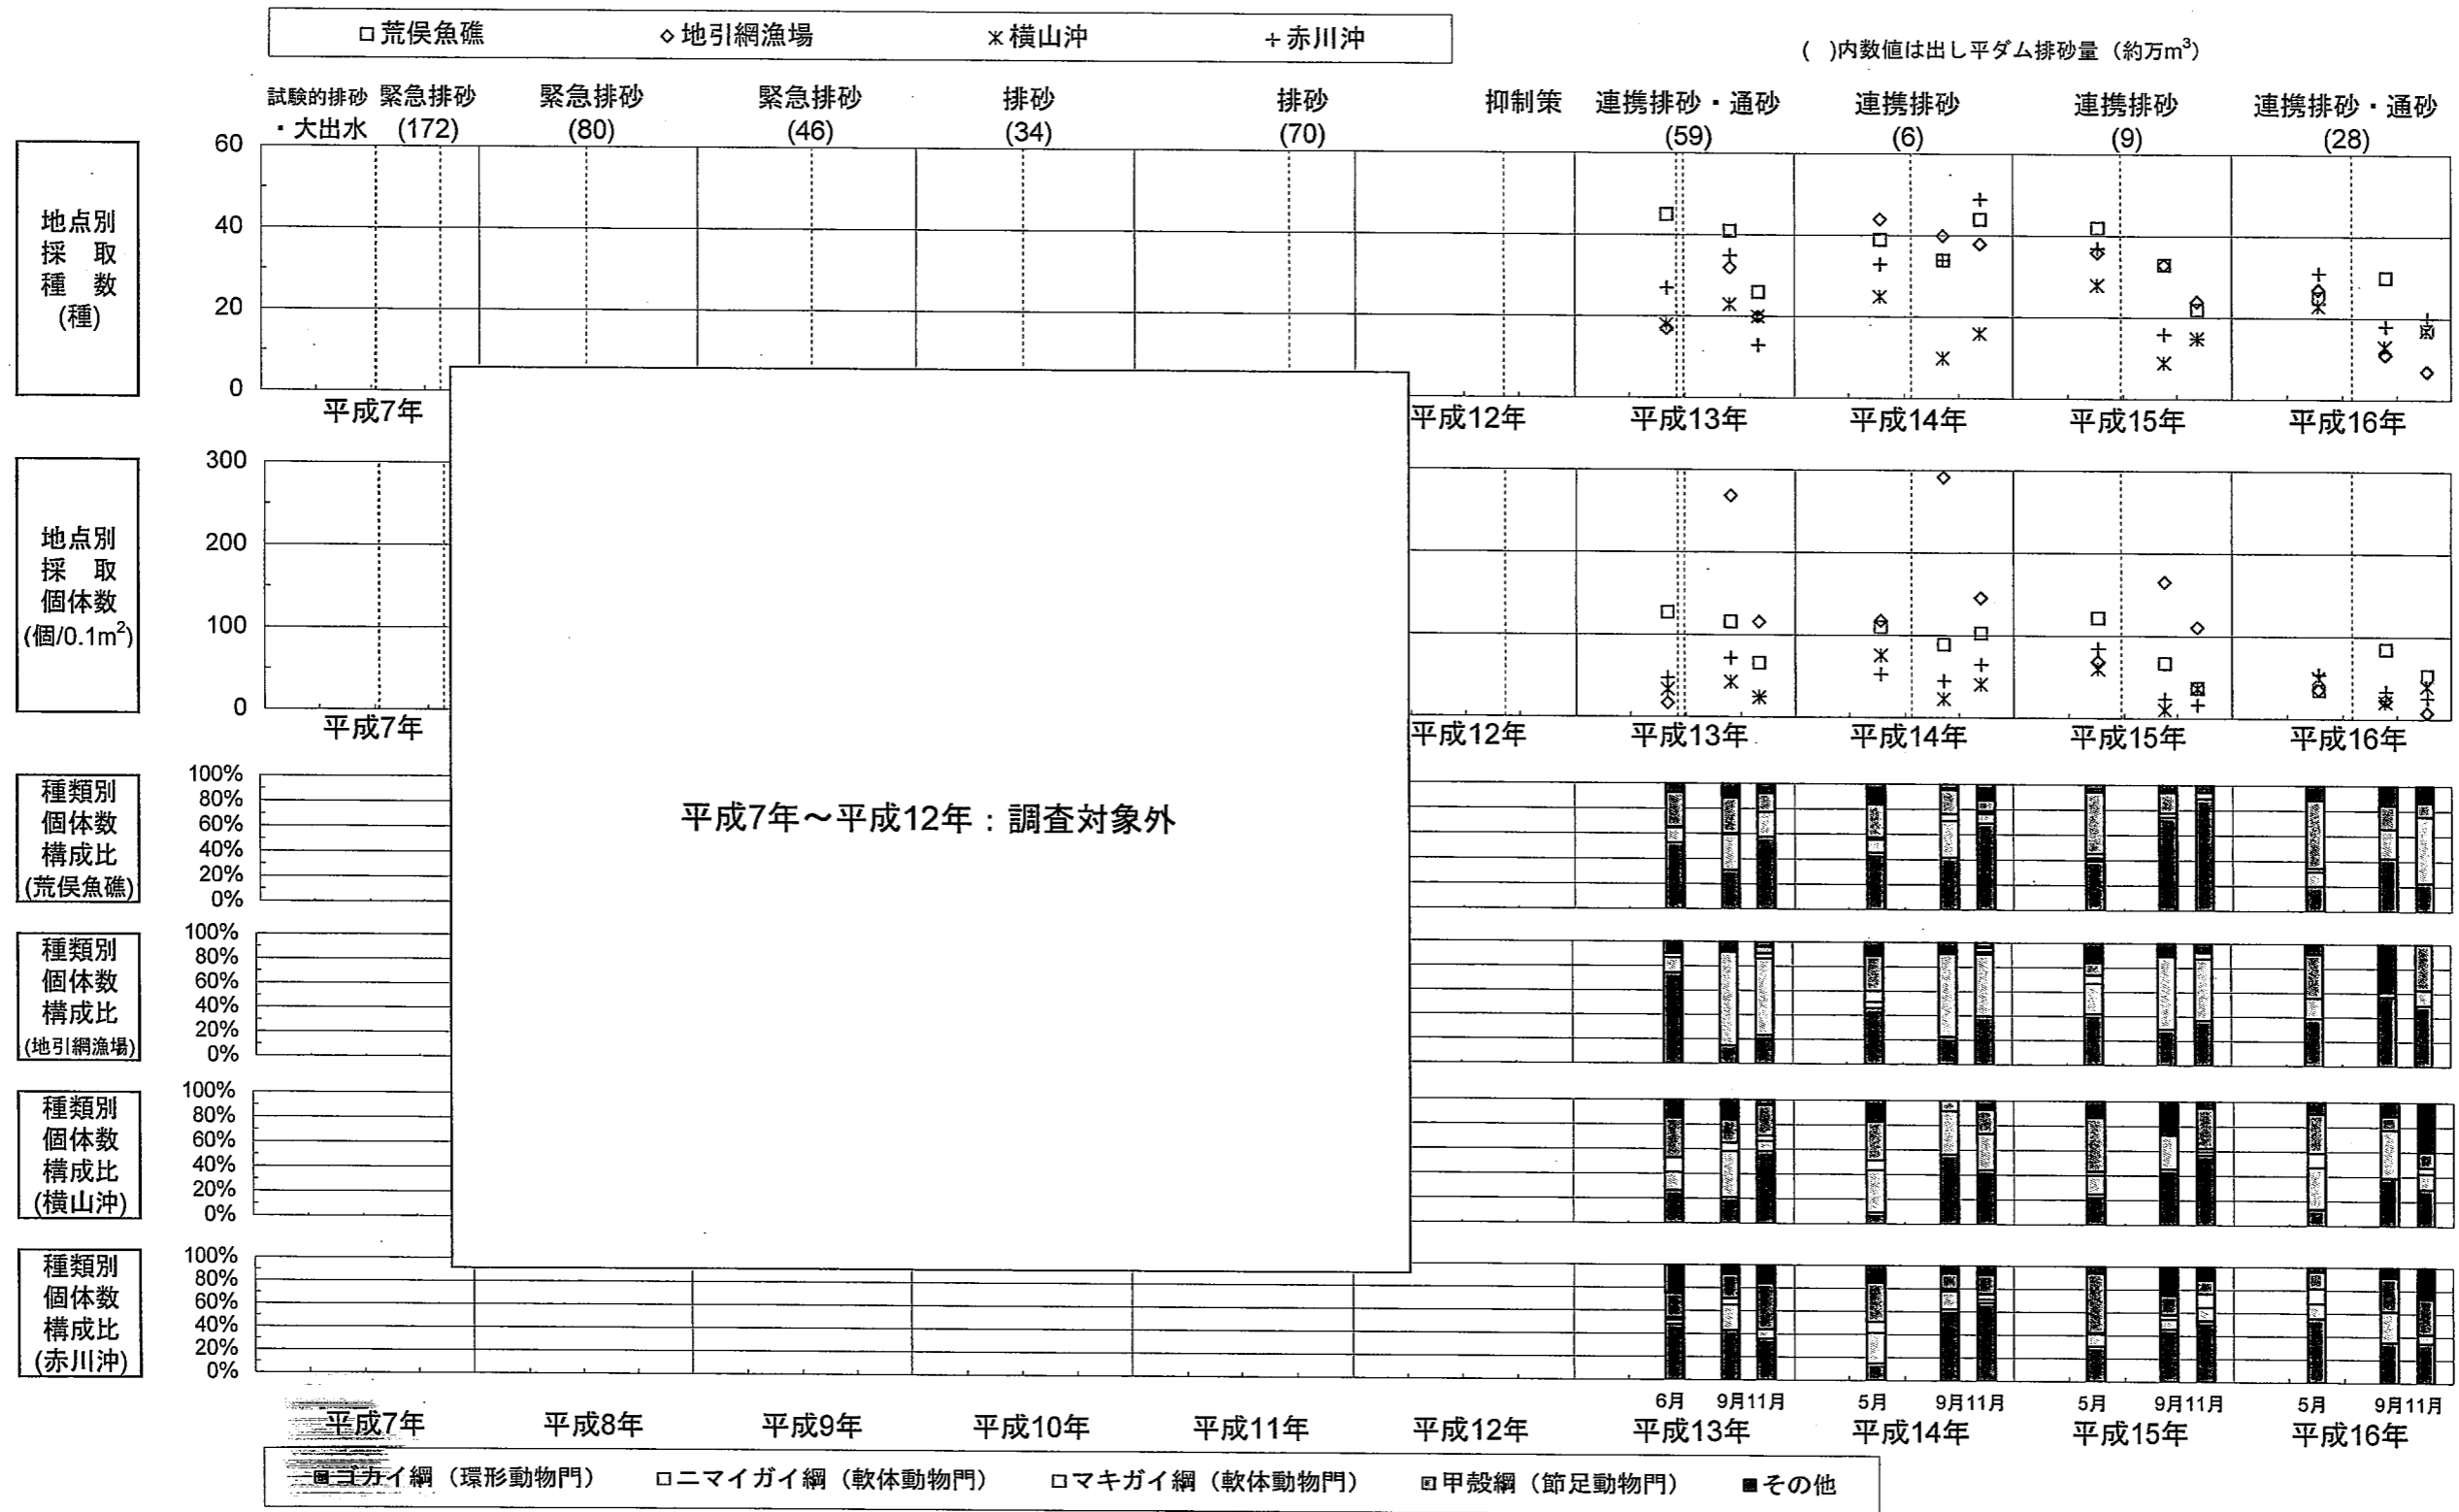 □荒俣魚礁 ◇地引網漁場 ✳横山沖 +赤川沖
( )内数値は出し平ダム排砂量（約万m³）
試験的排砂・大出水
緊急排砂
(172)
緊急排砂
(80)
緊急排砂
(46)
排砂
(34)
排砂
(70)
抑制策
連携排砂・通砂
(59)
連携排砂
(6)
連携排砂
(9)
連携排砂・通砂
(28)
地点別
採 取
種 数
(種)
60
40
20
0
平成7年 平成12年 平成13年 平成14年 平成15年 平成16年
地点別
採 取
個体数
(個/0.1m²)
300
200
100
0
平成7年 平成12年 平成13年 平成14年 平成15年 平成16年
平成7年～平成12年：調査対象外
種類別
個体数
構成比
(荒俣魚礁)
100%
80%
60%
40%
20%
0%
種類別
個体数
構成比
(地引網漁場)
100%
80%
60%
40%
20%
0%
種類別
個体数
構成比
(横山沖)
100%
80%
60%
40%
20%
0%
種類別
個体数
構成比
(赤川沖)
100%
80%
60%
40%
20%
0%
6月 9月11月 5月 9月11月 5月 9月11月 5月 9月11月
平成7年 平成8年 平成9年 平成10年 平成11年 平成12年 平成13年 平成14年 平成15年 平成16年
ゴカイ綱（環形動物門） □ニマイガイ綱（軟体動物門） □マキガイ綱（軟体動物門） 甲殻綱（節足動物門） ■その他